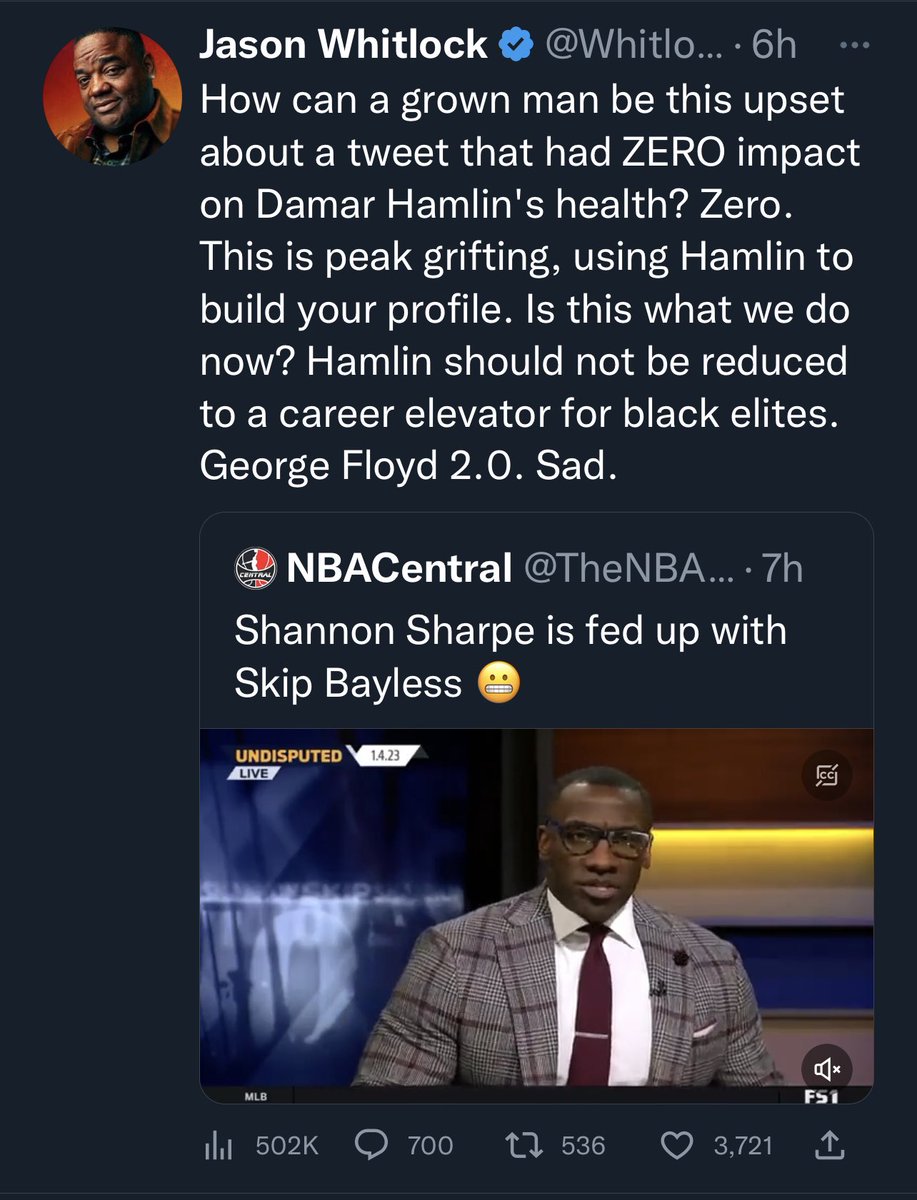 Jason Whitlock @Whitlo... · 6h
How can a grown man be this upset
about a tweet that had ZERO impact
on Damar Hamlin's health? Zero.
This is peak grifting, using Hamlin to
build your profile. Is this what we do
now? Hamlin should not be reduced
to a career elevator for black elites.
George Floyd 2.0. Sad.
CENTRAL
NBACentral @TheNBA... · 7h
Shannon Sharpe is fed up with
Skip Bayless 😬
UNDISPUTED 1.4.23
LIVE
CC
MLB FS1
502K 700 536 3,721